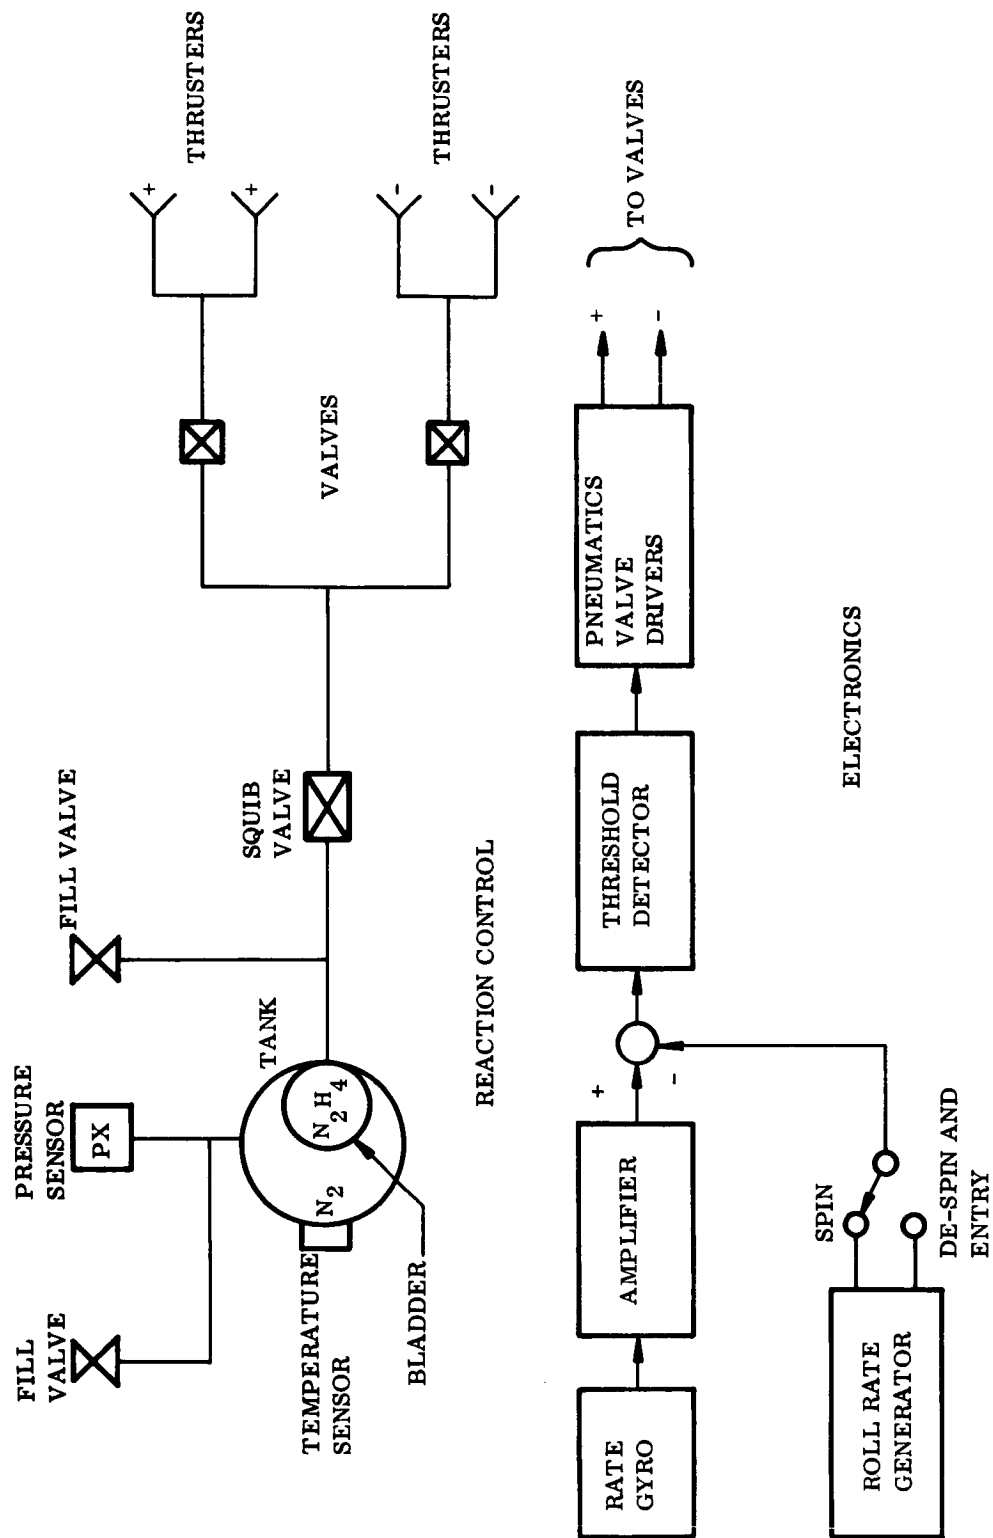 FILL
VALVE
PRESSURE
SENSOR
PX
FILL VALVE
TEMPERATURE
SENSOR
N2
N2H4
BLADDER
TANK
SQUIB
VALVE
VALVES
+
+
THRUSTERS
-
-
THRUSTERS
REACTION CONTROL
RATE
GYRO
AMPLIFIER
+
-
THRESHOLD
DETECTOR
PNEUMATICS
VALVE
DRIVERS
+
-
TO VALVES
ROLL RATE
GENERATOR
SPIN
DE-SPIN AND
ENTRY
ELECTRONICS